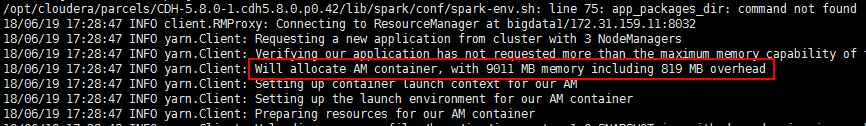 /opt/cloudera/parcels/CDH-5.8.0-1.cdh5.8.0.p0.42/lib/spark/conf/spark-env.sh: line 75: app_packages_dir: command not found
18/06/19 17:28:47 INFO client.RMProxy: Connecting to ResourceManager at bigdata1/172.31.159.11:8032
18/06/19 17:28:47 INFO yarn.Client: Requesting a new application from cluster with 3 NodeManagers
18/06/19 17:28:47 INFO yarn.Client: Verifying our application has not requested more than the maximum memory capability of
18/06/19 17:28:47 INFO yarn.Client: Will allocate AM container, with 9011 MB memory including 819 MB overhead
18/06/19 17:28:47 INFO yarn.Client: Setting up container launch context for our AM
18/06/19 17:28:47 INFO yarn.Client: Setting up the launch environment for our AM container
18/06/19 17:28:47 INFO yarn.Client: Preparing resources for our AM container